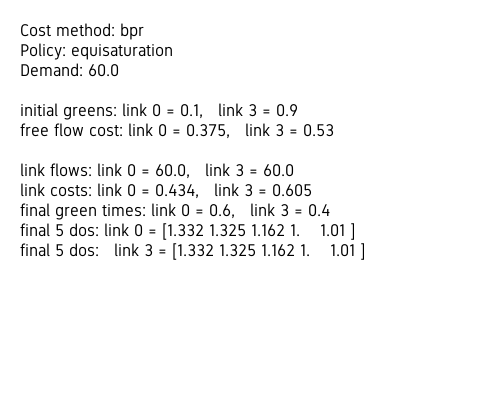 Cost method: bpr
Policy: equisaturation
Demand: 60.0
initial greens: link 0 = 0.1,   link 3 = 0.9
free flow cost: link 0 = 0.375,   link 3 = 0.53
link flows: link 0 = 60.0,   link 3 = 60.0
link costs: link 0 = 0.434,   link 3 = 0.605
final green times: link 0 = 0.6,   link 3 = 0.4
final 5 dos: link 0 = [1.332 1.325 1.162 1.    1.01 ]
final 5 dos:   link 3 = [1.332 1.325 1.162 1.    1.01 ]